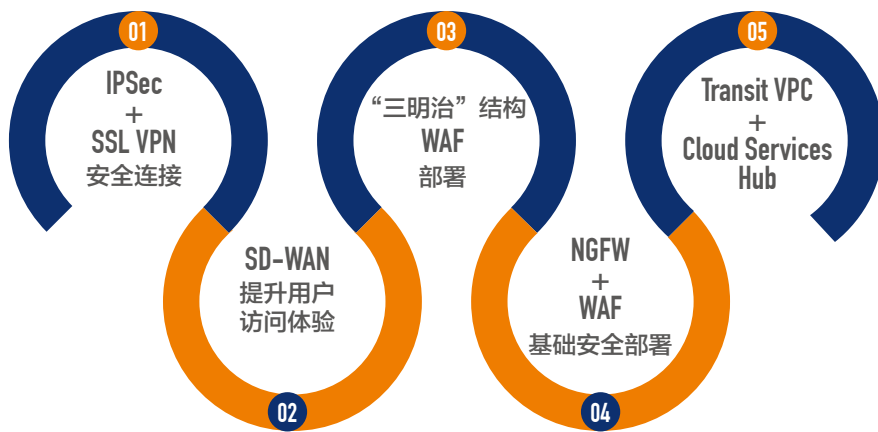 01
IPSec
+
SSL VPN
安全连接
02
SD-WAN
提升用户
访问体验
03
“三明治”结构
WAF
部署
04
NGFW
+
WAF
基础安全部署
05
Transit VPC
+
Cloud Services
Hub